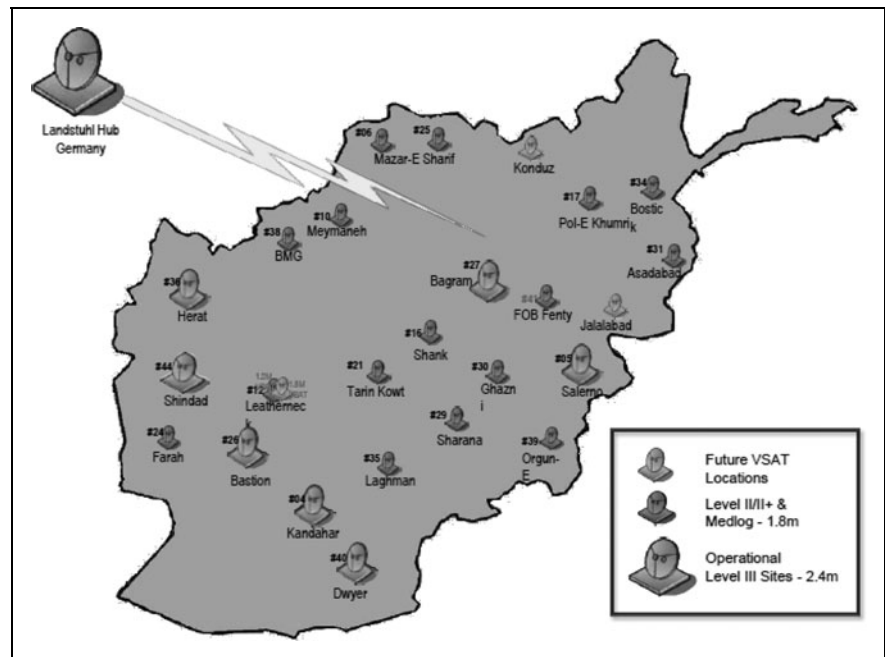 Landstuhl Hub
Germany
#06
#25
Mazar-E Sharif
Konduz
#17
Pol-E Khumri
k
#34
Bostic
#10
Meymaneh
#38
BMG
#31
Asadabad
#27
Bagram
#36
Herat
#41
FOB Fenty
Jalalabad
#16
Shank
#44
Shindad
#12
Leathernec
k
#21
Tarin Kowt
#30
Ghazn
i
#05
Salerno
#24
Farah
#26
Bastion
#29
Sharana
#39
Orgun-
E
#35
Laghman
#04
Kandahar
#40
Dwyer
Future VSAT
Locations
Level II/II+ &
Medlog - 1.8m
Operational
Level III Sites - 2.4m